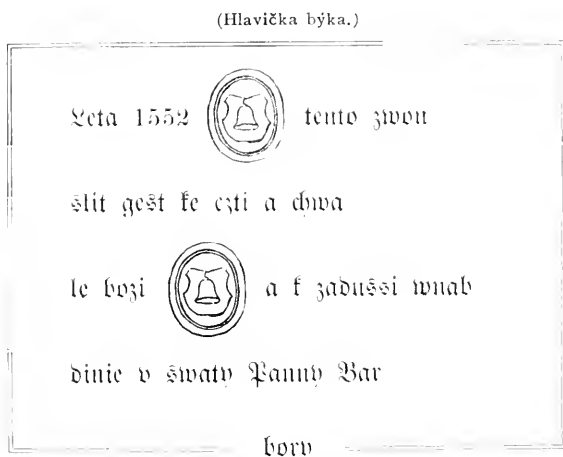 (Hlavička býka.)
Leta 1552 tento zwon
slit gest ke czti a chwa
le bozi a k zadussi wnab
dinie v swaty Panny Bar
bory